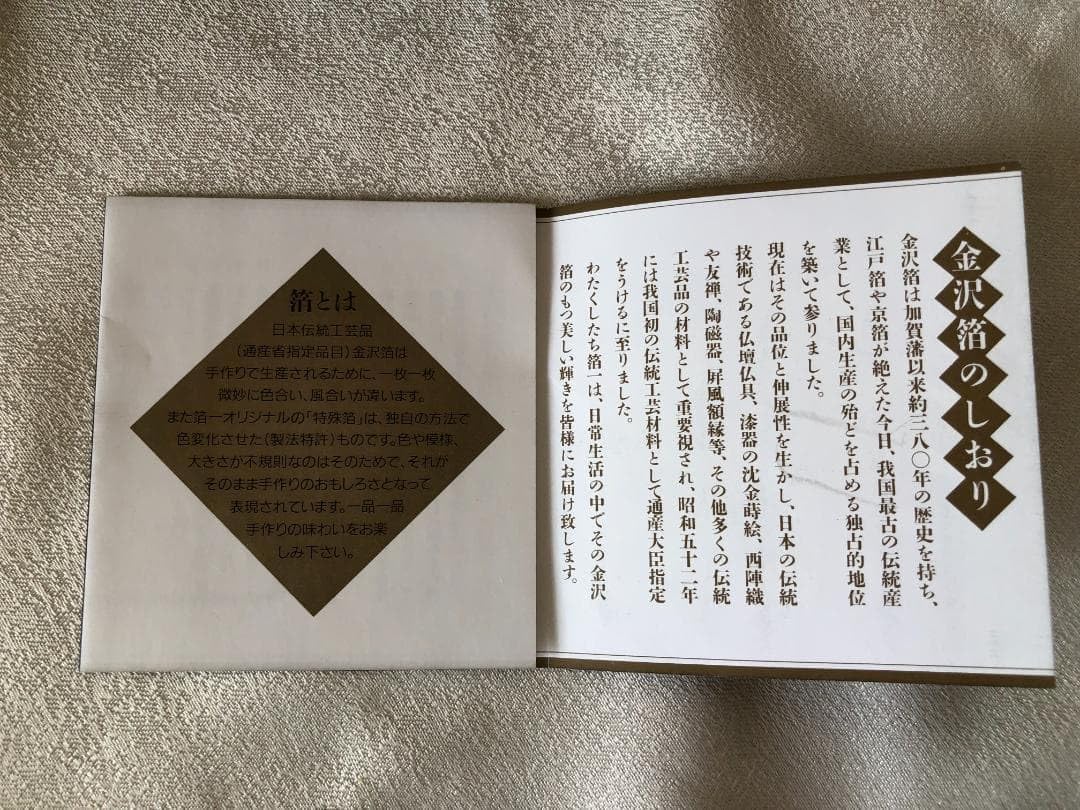 金沢箔のしおり
金沢箔は加賀藩以来約三八〇年の歴史を持ち、
江戸箔や京箔が絶えた今日、我国最古の伝統産
業として、国内生産の殆どを占める独占的地位
を築いて参りました。
現在はその品位と伸展性を生かし、日本の伝統
技術である仏壇仏具、漆器の沈金蒔絵、西陣織
や友禅、陶磁器、屏風額縁等、その他多くの伝統
工芸品の材料として重要視され、昭和五十二年
には我国初の伝統工芸材料として通産大臣指定
をうけるに至りました。
わたくしたち箔一は、日常生活の中でその金沢
箔のもつ美しい輝きを皆様にお届け致します。
箔とは
日本伝統工芸品
(通産省指定品目)金沢箔は
手作りで生産されるために、一枚一枚
微妙に色合い、風合いが違います。
また箔一オリジナルの「特殊箔」は、独自の方法で
色変化させた(製法特許)ものです。色や模様、
大きさが不規則なのはそのためで、それが
そのまま手作りのおもしろさとなって
表現されています。一品一品
手作りの味わいをお楽
しみ下さい。